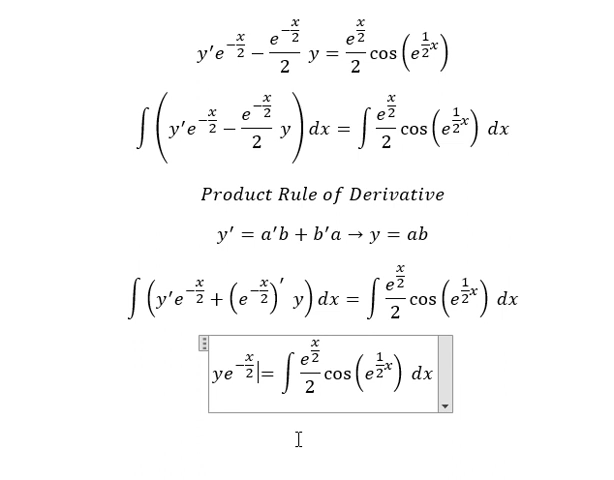 y′e^(−x/2) − (e^(−x/2))/2 y = (e^(x/2))/2 cos(e^(1/2 x))
∫(y′e^(−x/2) − (e^(−x/2))/2 y) dx = ∫ (e^(x/2))/2 cos(e^(1/2 x)) dx
Product Rule of Derivative
y′ = a′b + b′a → y = ab
∫(y′e^(−x/2) + (e^(−x/2))′ y) dx = ∫ (e^(x/2))/2 cos(e^(1/2 x)) dx
ye^(−x/2) = ∫ (e^(x/2))/2 cos(e^(1/2 x)) dx